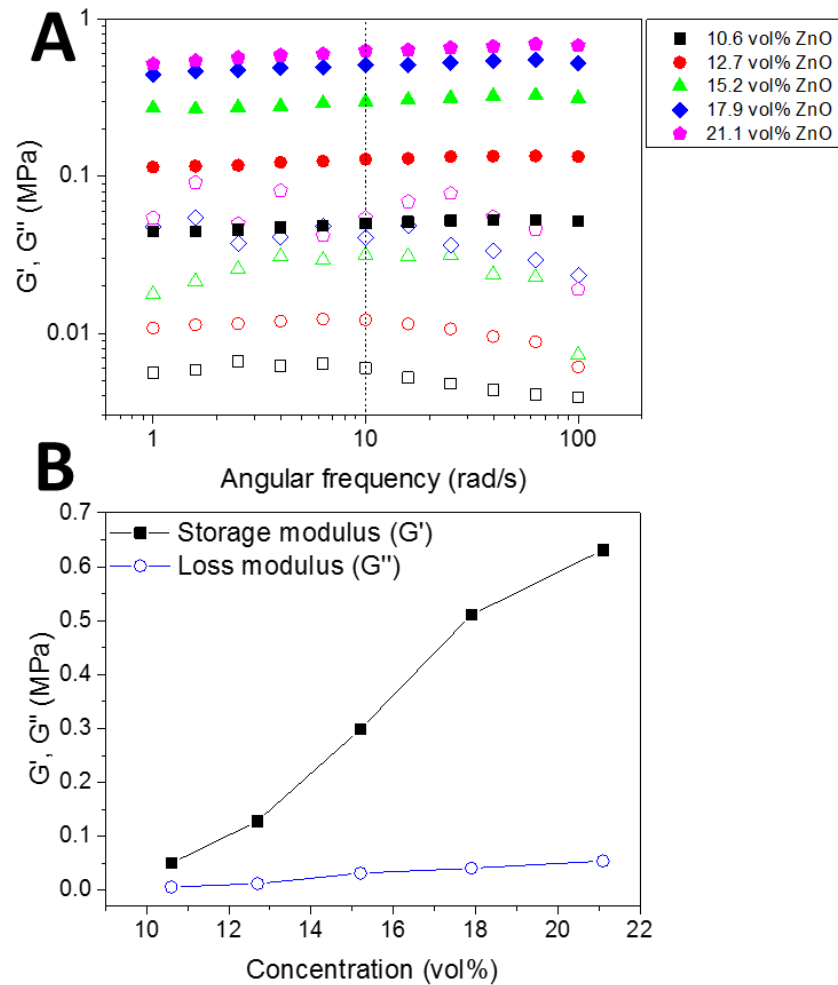 A
1
0.1
0.01
G', G'' (MPa)
1
10
100
Angular frequency (rad/s)
10.6 vol% ZnO
12.7 vol% ZnO
15.2 vol% ZnO
17.9 vol% ZnO
21.1 vol% ZnO
B
0.7
0.6
0.5
0.4
0.3
0.2
0.1
0.0
G', G'' (MPa)
Storage modulus (G')
Loss modulus (G'')
10
12
14
16
18
20
22
Concentration (vol%)